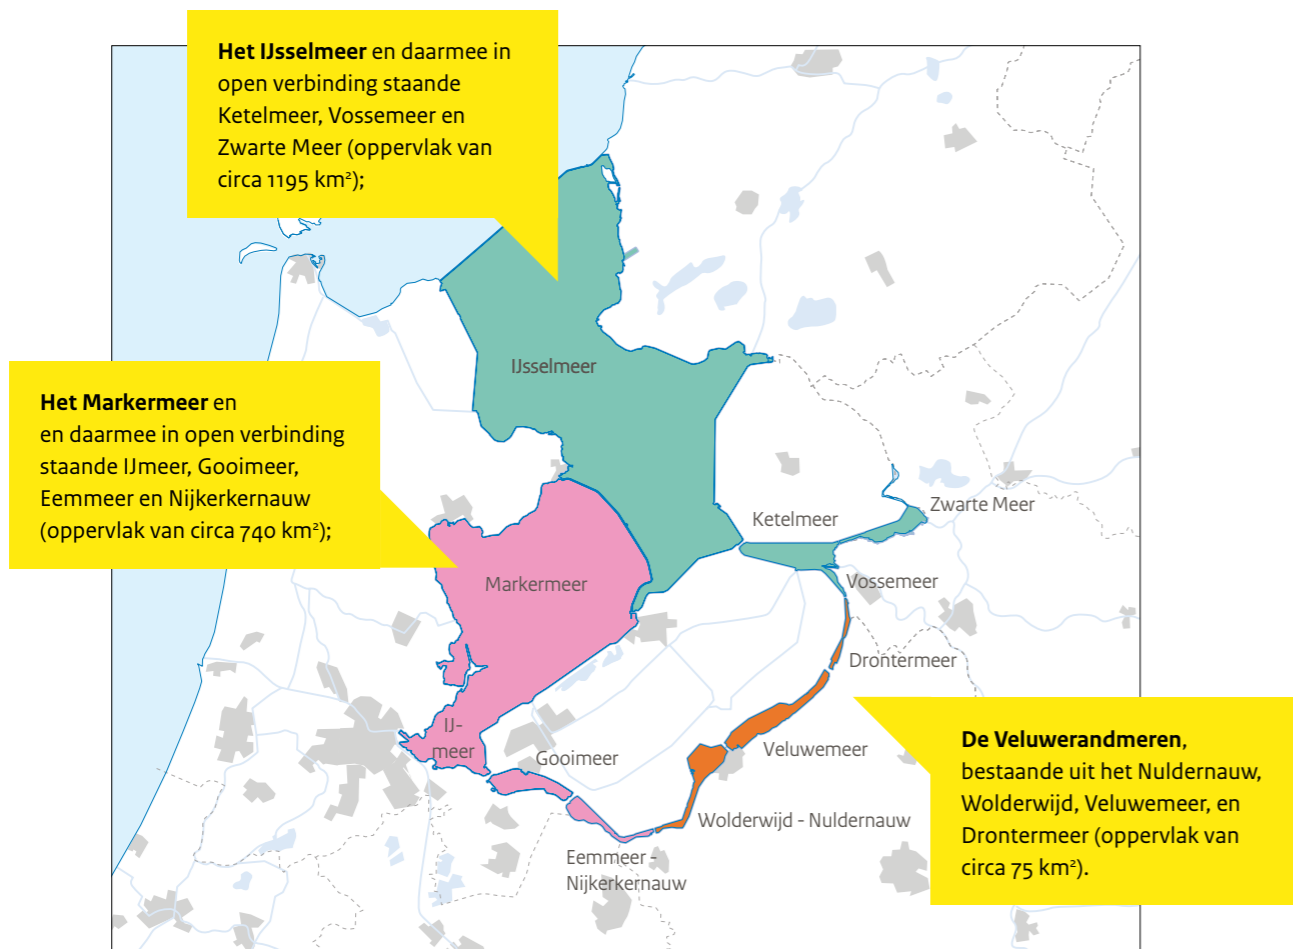 Het IJsselmeer en daarmee in
open verbinding staande
Ketelmeer, Vossemeer en
Zwarte Meer (oppervlak van
circa 1195 km²);
IJsselmeer
Het Markermeer en
en daarmee in open verbinding
staande IJmeer, Gooimeer,
Eemmeer en Nijkerkernauw
(oppervlak van circa 740 km²);
Zwarte Meer
Ketelmeer
Markermeer
Vossemeer
Drontermeer
IJ-
meer
Gooimeer
Veluwemeer
De Veluwerandmeren,
bestaande uit het Nuldernauw,
Wolderwijd, Veluwemeer, en
Drontermeer (oppervlak van
circa 75 km²).
Wolderwijd - Nuldernauw
Eemmeer -
Nijkerkernauw